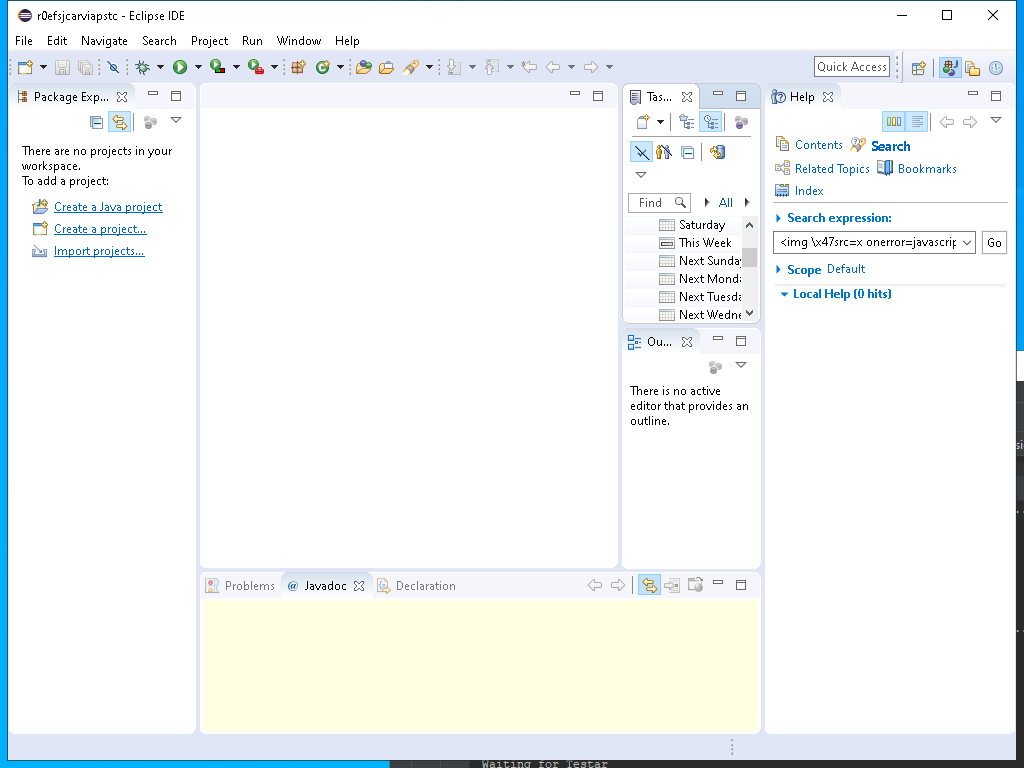 r0efsjcarviapstc - Eclipse IDE
File Edit Navigate Search Project Run Window Help
Quick Access
Package Exp...
There are no projects in your
workspace.
To add a project:
Create a Java project
Create a project...
Import projects...
Tas...
Find
All
Saturday
This Week
Next Sunday
Next Monda
Next Tuesda
Next Wedne
Ou...
There is no active
editor that provides an
outline.
Help
Contents Search
Related Topics Bookmarks
Index
Search expression:
<img \x47src=x onerror=javascrip
Go
Scope Default
Local Help (0 hits)
Problems @ Javadoc Declaration
Waiting for Testar